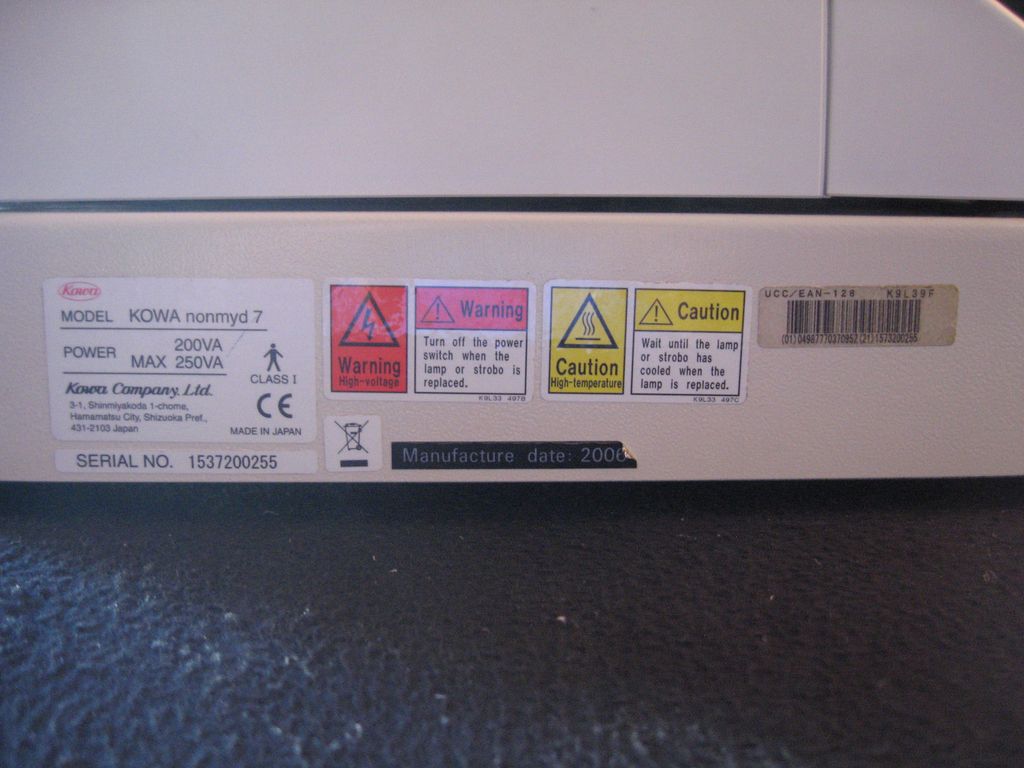 Kowa
MODEL KOWA nonmyd 7
POWER 200VA
MAX 250VA
CLASS I
Kowa Company. Ltd.
3-1, Shinmiyakoda 1-chome,
Hamamatsu City, Shizuoka Pref.,
431-2103 Japan
CE
MADE IN JAPAN
SERIAL NO. 1537200255
Warning
High-voltage
Warning
Turn off the power
switch when the
lamp or strobo is
replaced.
K9L33 497B
Caution
High-temperature
Caution
Wait until the lamp
or strobo has
cooled when the
lamp is replaced.
K9L33 497C
Manufacture date: 2006
UCC/EAN-128 K9L39F
(01)04987770370952(21)1573200255